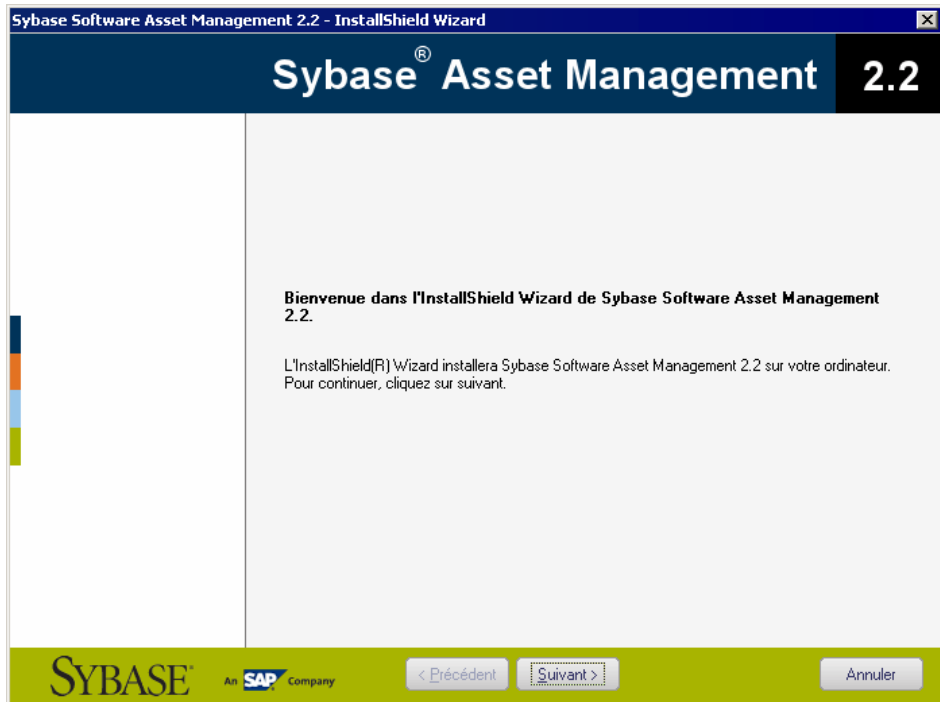 Sybase Software Asset Management 2.2 - InstallShield Wizard
Sybase® Asset Management 2.2
Bienvenue dans l'InstallShield Wizard de Sybase Software Asset Management
2.2.
L'InstallShield(R) Wizard installera Sybase Software Asset Management 2.2 sur votre ordinateur.
Pour continuer, cliquez sur suivant.
SYBASE An SAP Company
< Précédent
Suivant >
Annuler